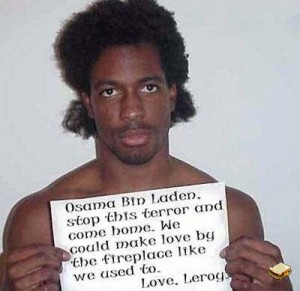 Osama Bin Laden,
stop this terror and
come home. We
could make love by
the fireplace like
we used to.
Love, Leroy.